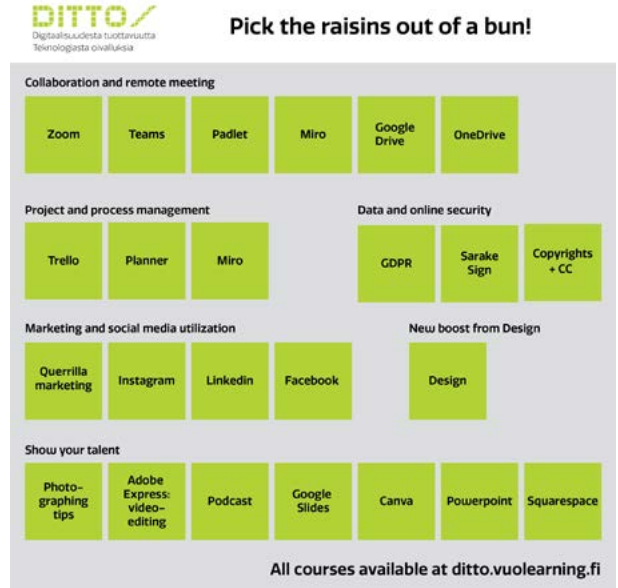 DITTO/
Digitaalisuudesta tuottavuutta
Teknologiasta oivalluksia
Pick the raisins out of a bun!
Collaboration and remote meeting
Zoom
Teams
Padlet
Miro
Google
Drive
OneDrive
Project and process management
Trello
Planner
Miro
Data and online security
GDPR
Sarake
Sign
Copyrights
+ CC
Marketing and social media utilization
Querrilla
marketing
Instagram
Linkedin
Facebook
New boost from Design
Design
Show your talent
Photo-
graphing
tips
Adobe
Express:
video-
editing
Podcast
Google
Slides
Canva
Powerpoint
Squarespace
All courses available at ditto.vuolearning.fi